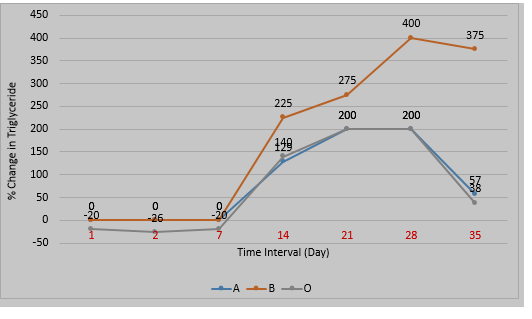 % Change in Triglyceride
450
400
350
300
250
200
150
100
50
0
-50
0 0 0
-20 -26 -20
225 275 400 375
140 200 200 57
129 200 200 38
1 2 7 14 21 28 35
Time Interval (Day)
A B O